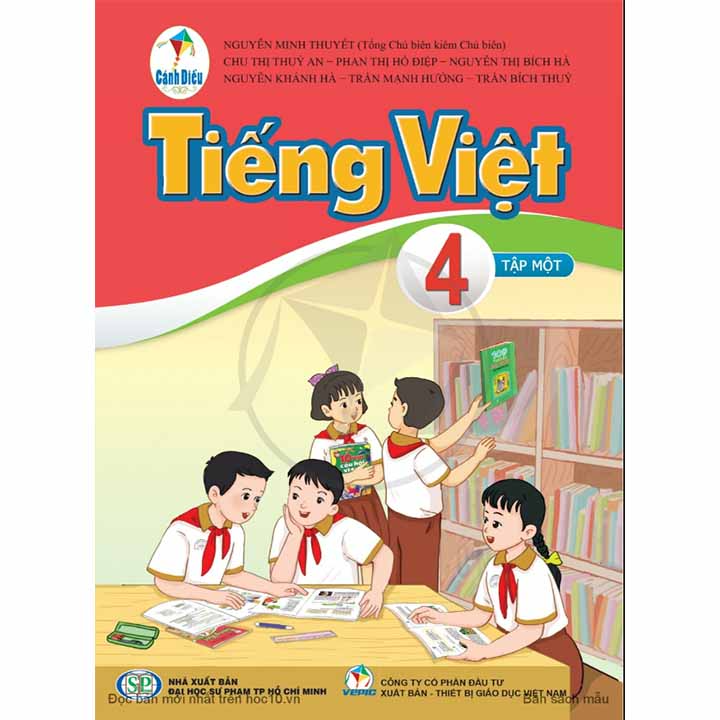 Cánh Diều
NGUYỄN MINH THUYẾT (Tổng Chủ biên kiêm Chủ biên)
CHU THỊ THUỶ AN – PHAN THỊ HỒ ĐIỆP – NGUYỄN THỊ BÍCH HÀ
NGUYỄN KHÁNH HÀ – TRẦN MẠNH HƯỞNG – TRẦN BÍCH THUỶ
Tiếng Việt
4
TẬP MỘT
SP
NHÀ XUẤT BẢN
ĐẠI HỌC SƯ PHẠM TP HỒ CHÍ MINH
VEPIC
CÔNG TY CỔ PHẦN ĐẦU TƯ
XUẤT BẢN - THIẾT BỊ GIÁO DỤC VIỆT NAM
Đọc bản mới nhất trên hoc10.vn
Bản sách mẫu